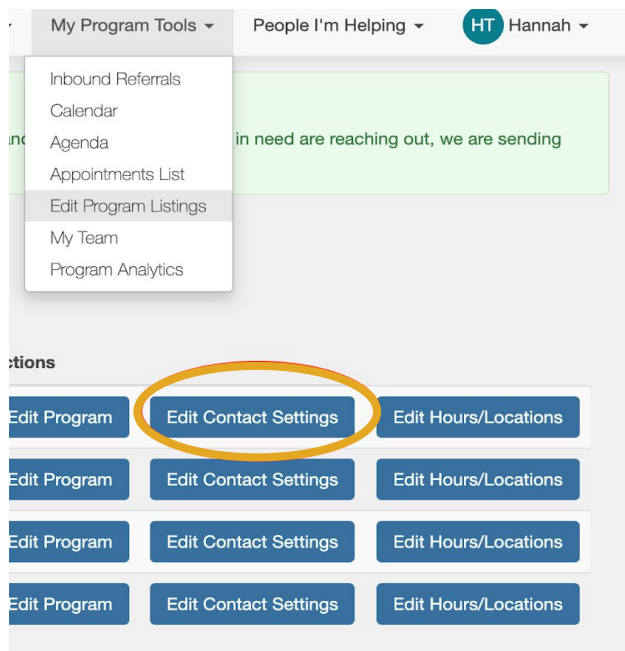 My Program Tools People I'm Helping HT Hannah
Inbound Referrals
Calendar
Agenda
in need are reaching out, we are sending
Appointments List
Edit Program Listings
My Team
Program Analytics
Edit Program Edit Contact Settings Edit Hours/Locations
Edit Program Edit Contact Settings Edit Hours/Locations
Edit Program Edit Contact Settings Edit Hours/Locations
Edit Program Edit Contact Settings Edit Hours/Locations